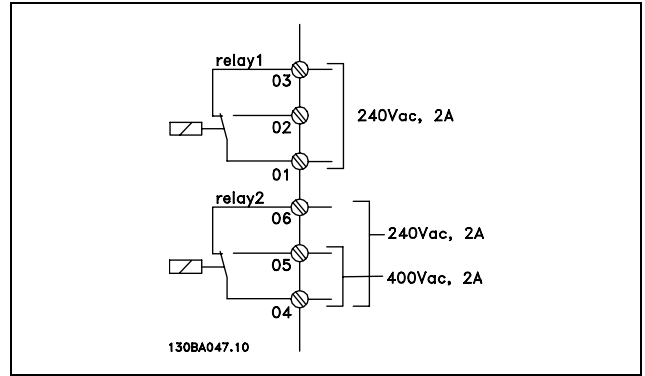 relay1
03
02
240Vac, 2A
01
relay2
06
240Vac, 2A
05
400Vac, 2A
04
130BA047.10